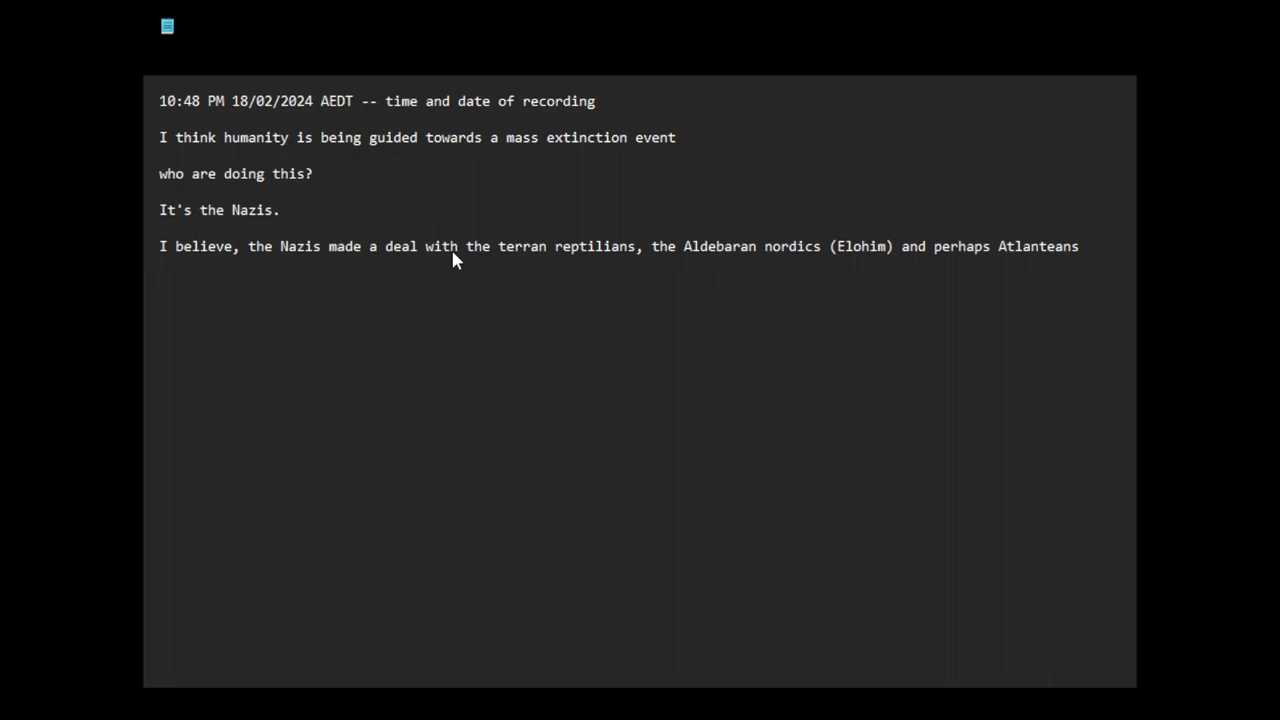 10:48 PM 18/02/2024 AEDT -- time and date of recording
I think humanity is being guided towards a mass extinction event
who are doing this?
It's the Nazis.
I believe, the Nazis made a deal with the terran reptilians, the Aldebaran nordics (Elohim) and perhaps Atlanteans